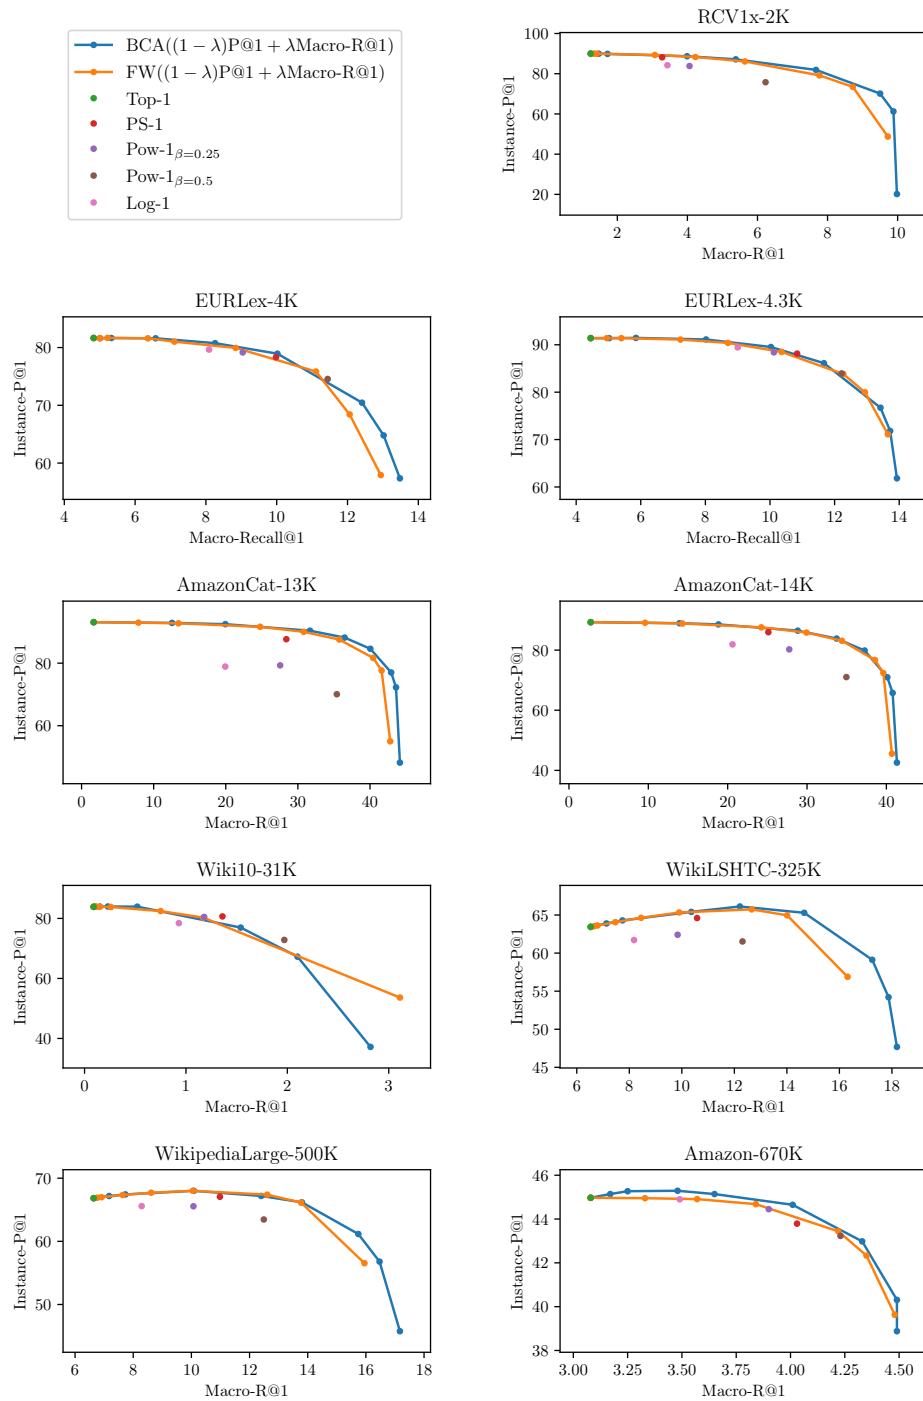 BCA((1 − λ)P@1 + λMacro-R@1)
FW((1 − λ)P@1 + λMacro-R@1)
Top-1
PS-1
Pow-1β=0.25
Pow-1β=0.5
Log-1
RCV1x-2K
100
80
60
40
20
Instance-P@1
2 4 6 8 10
Macro-R@1
EURLex-4K
80
70
60
Instance-P@1
4 6 8 10 12 14
Macro-Recall@1
EURLex-4.3K
90
80
70
60
Instance-P@1
4 6 8 10 12 14
Macro-Recall@1
AmazonCat-13K
80
60
Instance-P@1
0 10 20 30 40
Macro-R@1
AmazonCat-14K
80
60
40
Instance-P@1
0 10 20 30 40
Macro-R@1
Wiki10-31K
80
60
40
Instance-P@1
0 1 2 3
Macro-R@1
WikiLSHTC-325K
65
60
55
50
45
Instance-P@1
6 8 10 12 14 16 18
Macro-R@1
WikipediaLarge-500K
70
60
50
Instance-P@1
6 8 10 12 14 16 18
Macro-R@1
Amazon-670K
46
44
42
40
38
Instance-P@1
3.00 3.25 3.50 3.75 4.00 4.25 4.50
Macro-R@1